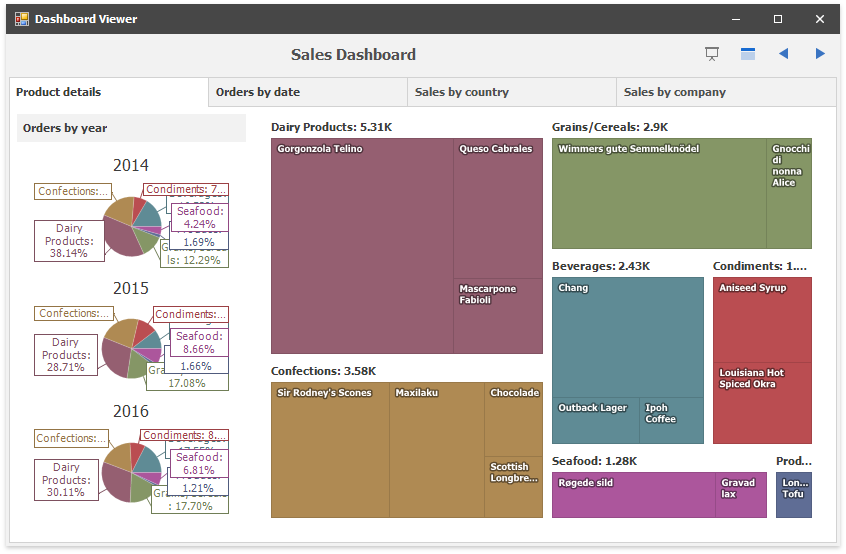 Dashboard Viewer
Sales Dashboard
Product details
Orders by date
Sales by country
Sales by company
Orders by year
2014
Confections:...
Condiments: 7...
Seafood:
4.24%
1.69%
Dairy
Products:
38.14%
ls: 12.29%
2015
Confections:...
Condiments:...
Seafood:
8.66%
1.66%
Dairy
Products:
28.71%
17.08%
2016
Confections:...
Condiments: 8....
Seafood:
6.81%
1.21%
Dairy
Products:
30.11%
: 17.70%
Dairy Products: 5.31K
Gorgonzola Telino
Queso Cabrales
Mascarpone
Fabioli
Confections: 3.58K
Sir Rodney's Scones
Maxilaku
Chocolade
Scottish
Longbre...
Grains/Cereals: 2.9K
Wimmers gute Semmelknödel
Gnocchi
di
nonna
Alice
Beverages: 2.43K
Chang
Outback Lager
Ipoh
Coffee
Condiments: 1....
Aniseed Syrup
Louisiana Hot
Spiced Okra
Seafood: 1.28K
Røgede sild
Gravad
lax
Prod...
Lon...
Tofu